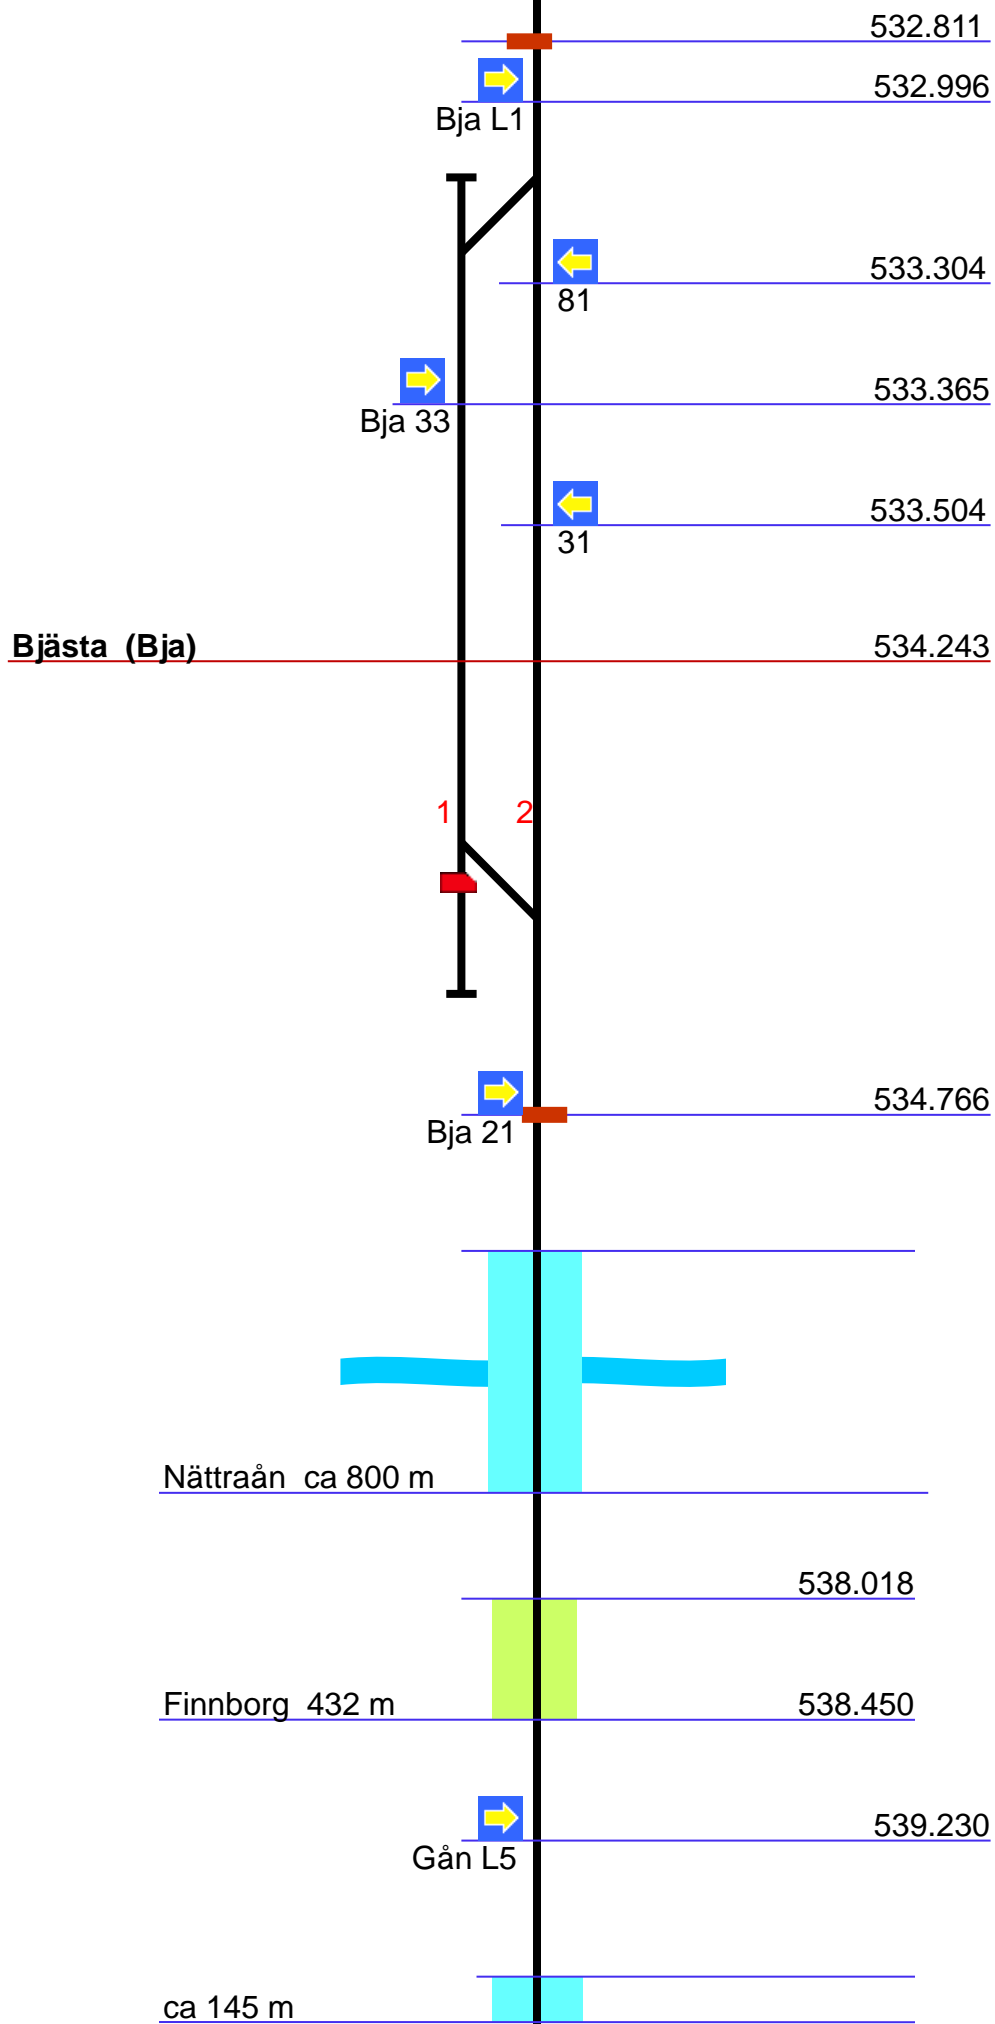 532.811
532.996
Bja L1
533.304
81
533.365
Bja 33
533.504
31
Bjästa (Bja) 534.243
1 2
534.766
Bja 21
Nättraån ca 800 m
538.018
Finnborg 432 m 538.450
539.230
Gån L5
ca 145 m